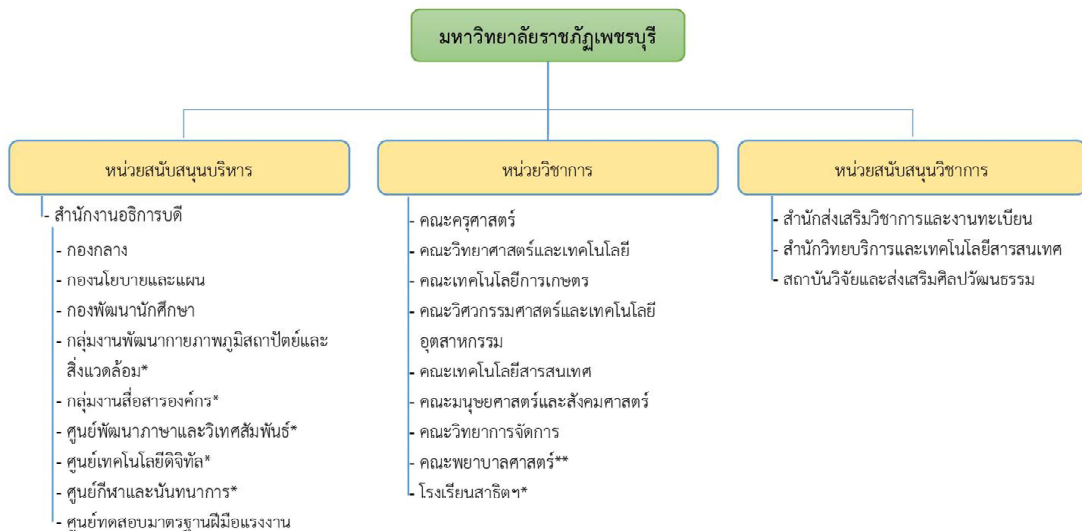 มหาวิทยาลัยราชภัฏเพชรบุรี
หน่วยสนับสนุนบริหาร
- สำนักงานอธิการบดี
- กองกลาง
- กองนโยบายและแผน
- กองพัฒนานักศึกษา
- กลุ่มงานพัฒนากายภาพภูมิสถาปัตย์และ
สิ่งแวดล้อม*
- กลุ่มงานสื่อสารองค์กร*
- ศูนย์พัฒนาภาษาและวิเทศสัมพันธ์*
- ศูนย์เทคโนโลยีดิจิทัล*
- ศูนย์กีฬาและนันทนาการ*
- ศูนย์ทดสอบมาตรฐานฝีมือแรงงาน
หน่วยวิชาการ
- คณะครุศาสตร์
- คณะวิทยาศาสตร์และเทคโนโลยี
- คณะเทคโนโลยีการเกษตร
- คณะวิศวกรรมศาสตร์และเทคโนโลยี
อุตสาหกรรม
- คณะเทคโนโลยีสารสนเทศ
- คณะมนุษยศาสตร์และสังคมศาสตร์
- คณะวิทยาการจัดการ
- คณะพยาบาลศาสตร์**
- โรงเรียนสาธิตฯ*
หน่วยสนับสนุนวิชาการ
- สำนักส่งเสริมวิชาการและงานทะเบียน
- สำนักวิทยบริการและเทคโนโลยีสารสนเทศ
- สถาบันวิจัยและส่งเสริมศิลปวัฒนธรรม